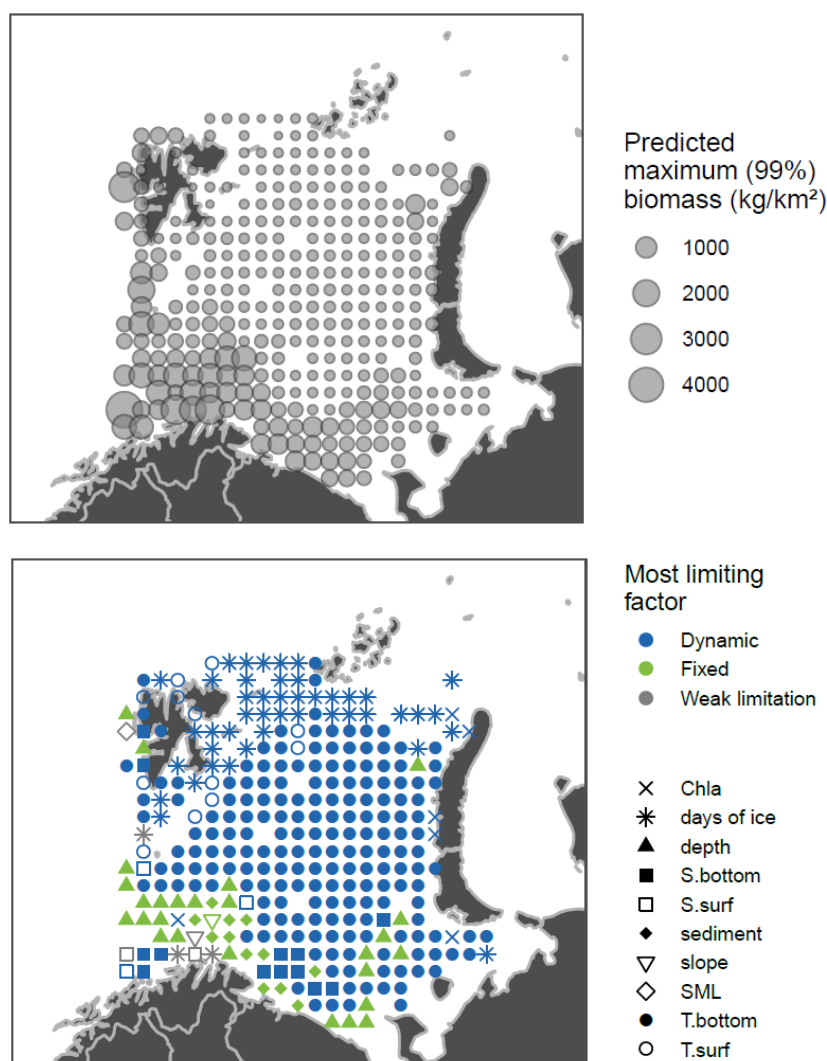 Predicted
maximum (99%)
biomass (kg/km²)
1000
2000
3000
4000
Most limiting
factor
Dynamic
Fixed
Weak limitation
Chla
days of ice
depth
S.bottom
S.surf
sediment
slope
SML
T.bottom
T.surf